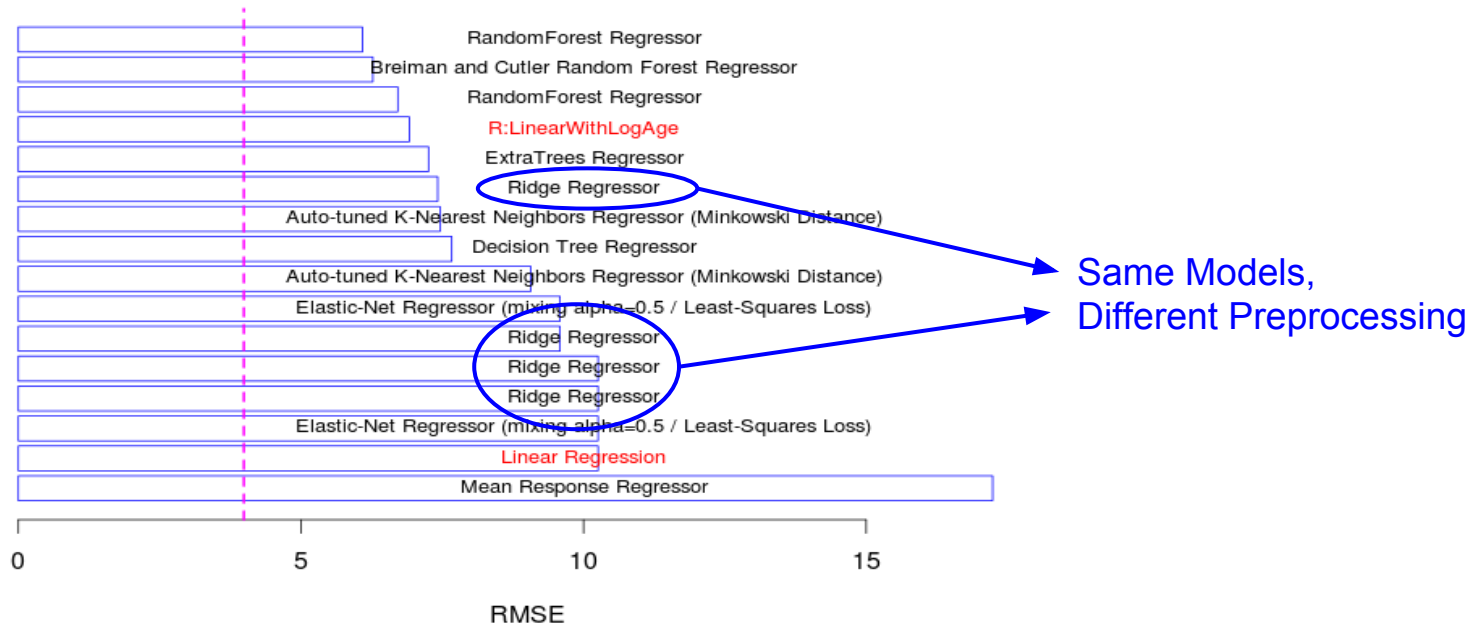 RandomForest Regressor
Breiman and Cutler Random Forest Regressor
RandomForest Regressor
R:LinearWithLogAge
ExtraTrees Regressor
Ridge Regressor
Auto-tuned K-Nearest Neighbors Regressor (Minkowski Distance)
Decision Tree Regressor
Auto-tuned K-Nearest Neighbors Regressor (Minkowski Distance)
Elastic-Net Regressor (mixing alpha=0.5 / Least-Squares Loss)
Ridge Regressor
Ridge Regressor
Ridge Regressor
Elastic-Net Regressor (mixing alpha=0.5 / Least-Squares Loss)
Linear Regression
Mean Response Regressor
0 5 10 15
RMSE
Same Models,
Different Preprocessing